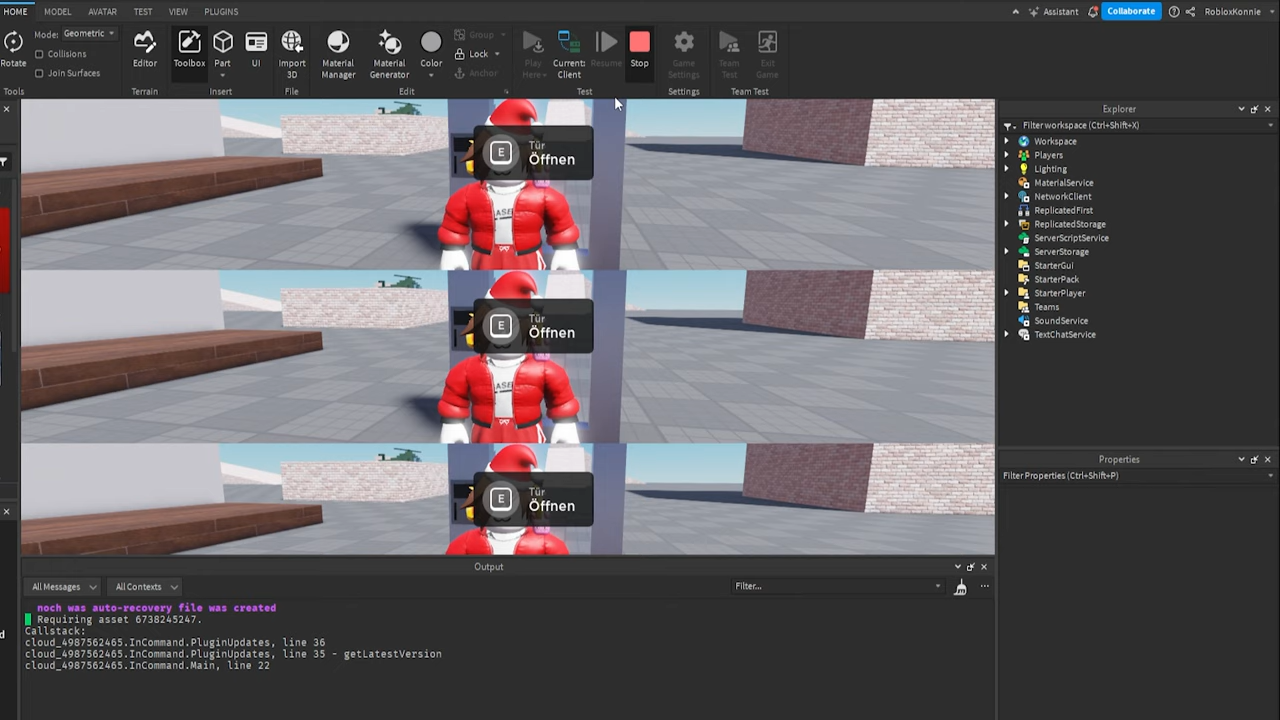 HOME MODEL AVATAR TEST VIEW PLUGINS Assistant Collaborate RobloxKonnie
Mode: Geometric
Collisions
Join Surfaces
Rotate Editor Toolbox Part UI Import 3D Material Manager Material Generator Color
Group
Lock
Anchor
Play Here Current: Client Resume Stop Game Settings Team Test Exit Game
Tools Terrain Insert File Edit Test Settings Team Test
E Tür
Öffnen
E Tür
Öffnen
E Tür
Öffnen
Explorer
Filter workspace (Ctrl+Shift+X)
Workspace
Players
Lighting
MaterialService
NetworkClient
ReplicatedFirst
ReplicatedStorage
ServerScriptService
ServerStorage
StarterGui
StarterPack
StarterPlayer
Teams
SoundService
TextChatService
Properties
Filter Properties (Ctrl+Shift+P)
Output
All Messages All Contexts Filter...
noch was auto-recovery file was created
Requiring asset 6738245247.
Callstack:
cloud_4987562465.InCommand.PluginUpdates, line 36
cloud_4987562465.InCommand.PluginUpdates, line 35 - getLatestVersion
cloud_4987562465.InCommand.Main, line 22